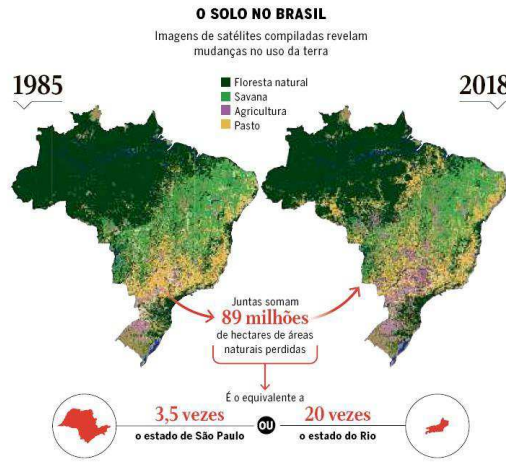 O SOLO NO BRASIL
Imagens de satélites compiladas revelam
mudanças no uso da terra
1985
2018
Floresta natural
Savana
Agricultura
Pasto
Juntas somam
89 milhões
de hectares de áreas
naturais perdidas
É o equivalente a
3,5 vezes
o estado de São Paulo
OU
20 vezes
o estado do Rio